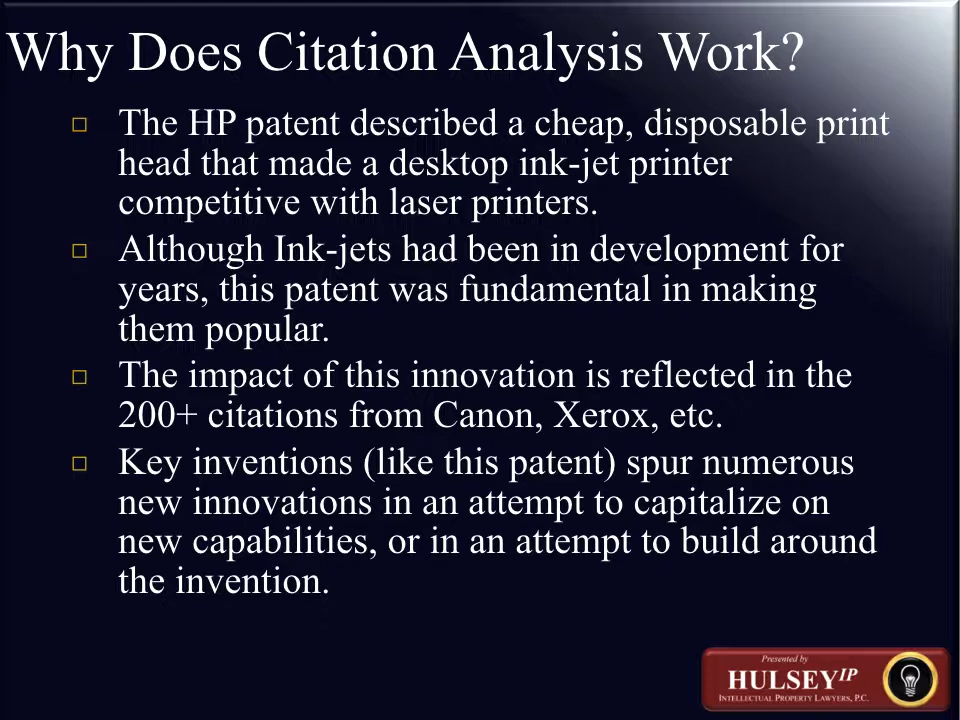 Why Does Citation Analysis Work?
The HP patent described a cheap, disposable print
head that made a desktop ink-jet printer
competitive with laser printers.
Although Ink-jets had been in development for
years, this patent was fundamental in making
them popular.
The impact of this innovation is reflected in the
200+ citations from Canon, Xerox, etc.
Key inventions (like this patent) spur numerous
new innovations in an attempt to capitalize on
new capabilities, or in an attempt to build around
the invention.
Presented by
HULSEY IP
INTELLECTUAL PROPERTY LAWYERS, P.C.